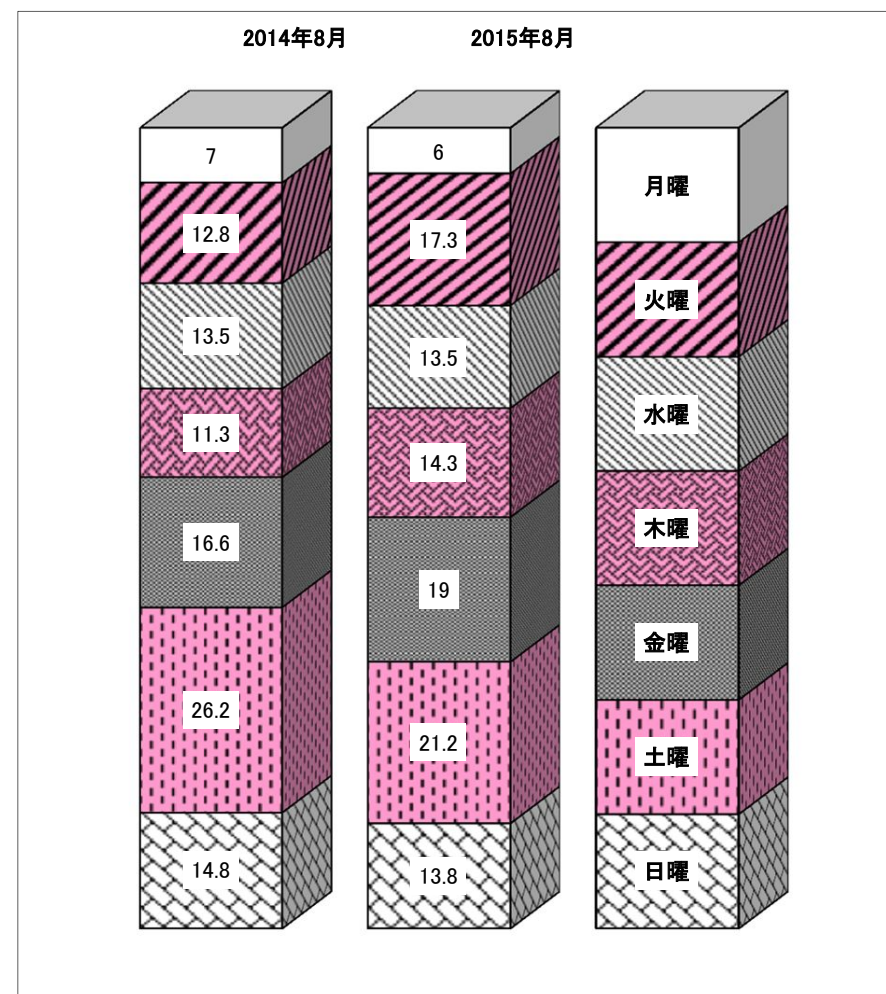 2014年8月 2015年8月
7 6 月曜
12.8 17.3 火曜
13.5 13.5 水曜
11.3 14.3 木曜
16.6 19 金曜
26.2 21.2 土曜
14.8 13.8 日曜